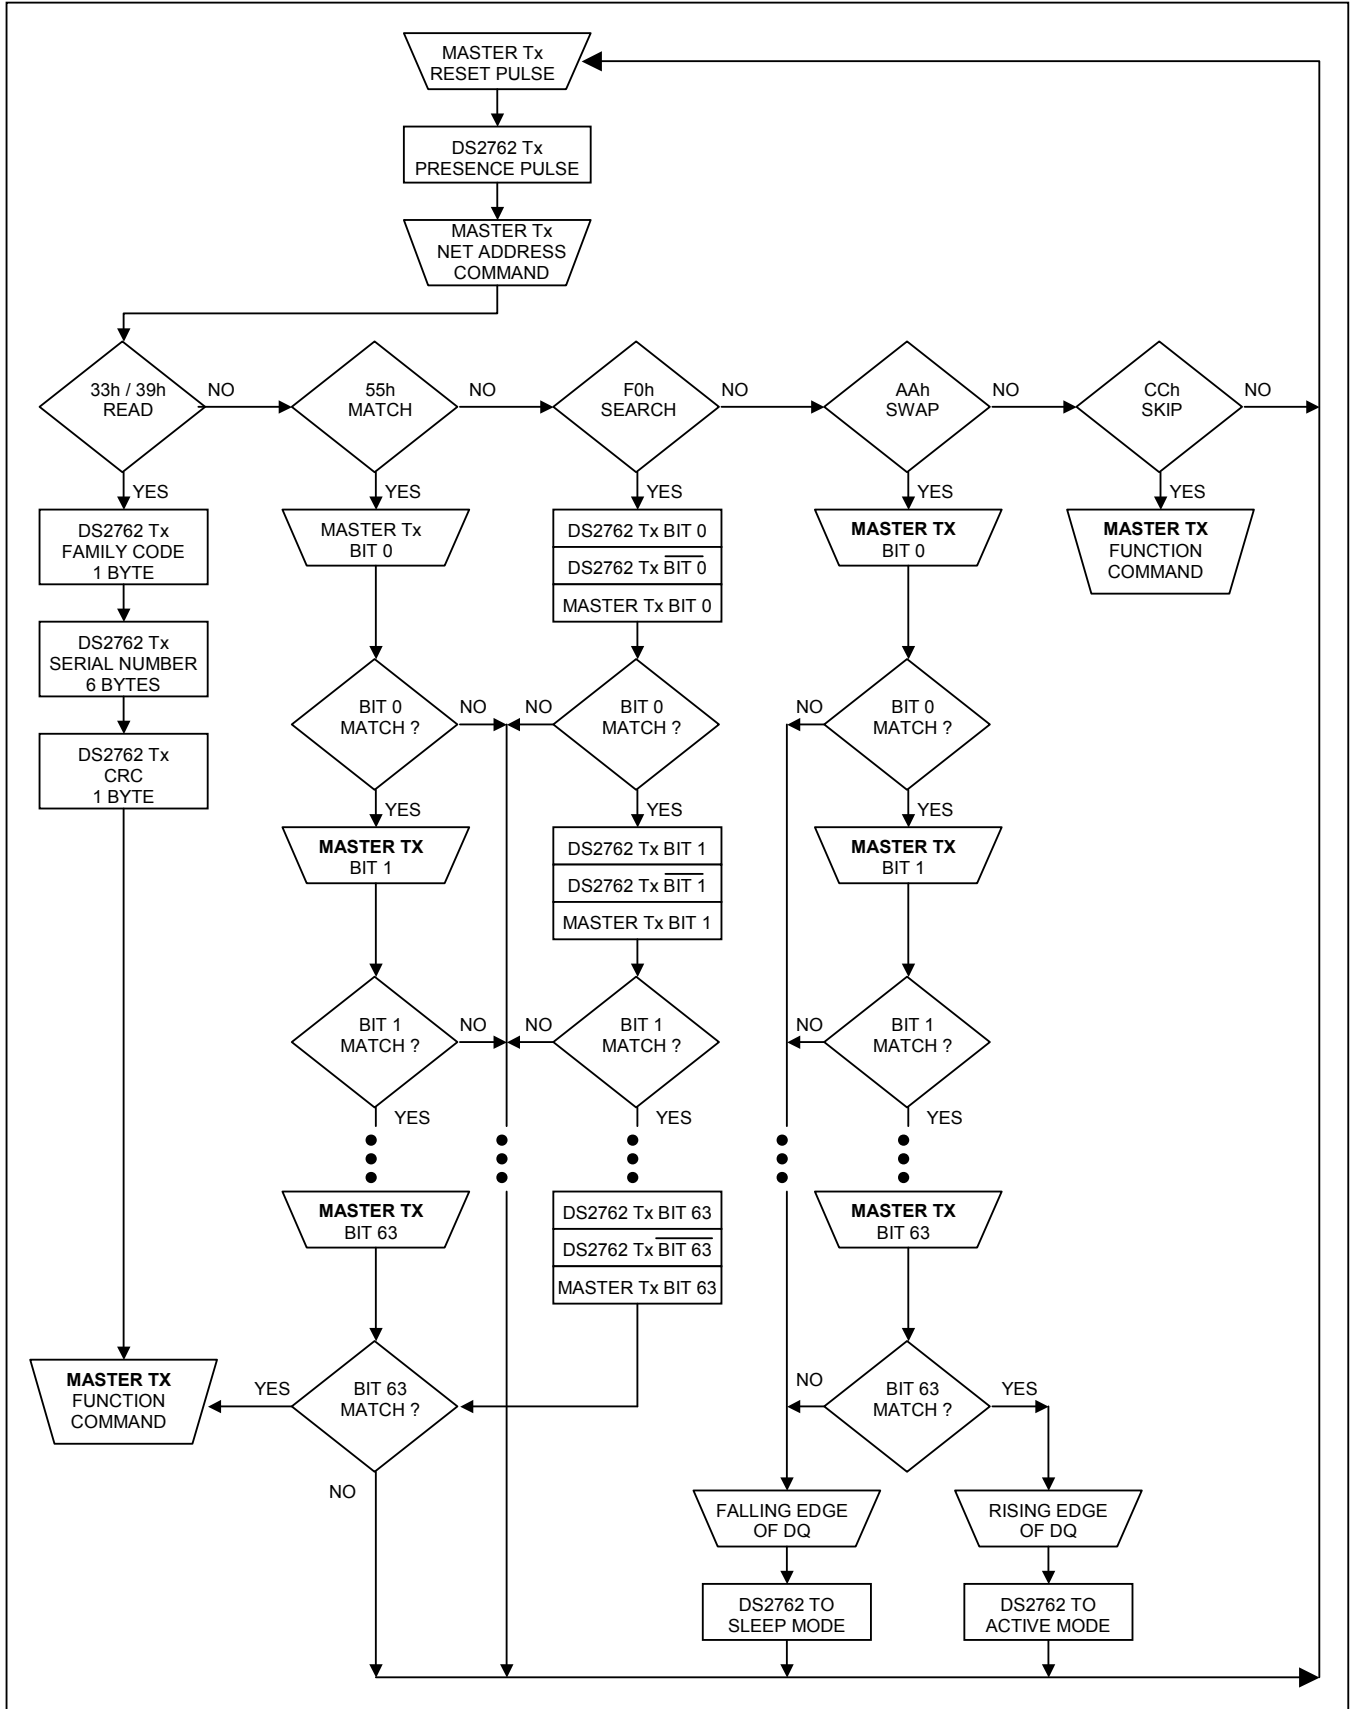 MASTER Tx
RESET PULSE
DS2762 Tx
PRESENCE PULSE
MASTER Tx
NET ADDRESS
COMMAND
33h / 39h
READ
NO
55h
MATCH
NO
F0h
SEARCH
NO
AAh
SWAP
NO
CCh
SKIP
NO
YES
YES
YES
YES
YES
DS2762 Tx
FAMILY CODE
1 BYTE
DS2762 Tx
SERIAL NUMBER
6 BYTES
DS2762 Tx
CRC
1 BYTE
MASTER Tx
BIT 0
BIT 0
MATCH ?
NO
YES
MASTER TX
BIT 1
BIT 1
MATCH ?
NO
YES
MASTER TX
BIT 63
BIT 63
MATCH ?
YES
NO
MASTER TX
FUNCTION
COMMAND
DS2762 Tx BIT 0
DS2762 Tx BIT 0
MASTER Tx BIT 0
NO
BIT 0
MATCH ?
YES
DS2762 Tx BIT 1
DS2762 Tx BIT 1
MASTER Tx BIT 1
NO
BIT 1
MATCH ?
YES
DS2762 Tx BIT 63
DS2762 Tx BIT 63
MASTER Tx BIT 63
MASTER TX
BIT 0
NO
BIT 0
MATCH ?
YES
MASTER TX
BIT 1
NO
BIT 1
MATCH ?
YES
MASTER TX
BIT 63
NO
BIT 63
MATCH ?
YES
FALLING EDGE
OF DQ
DS2762 TO
SLEEP MODE
RISING EDGE
OF DQ
DS2762 TO
ACTIVE MODE
MASTER TX
FUNCTION
COMMAND